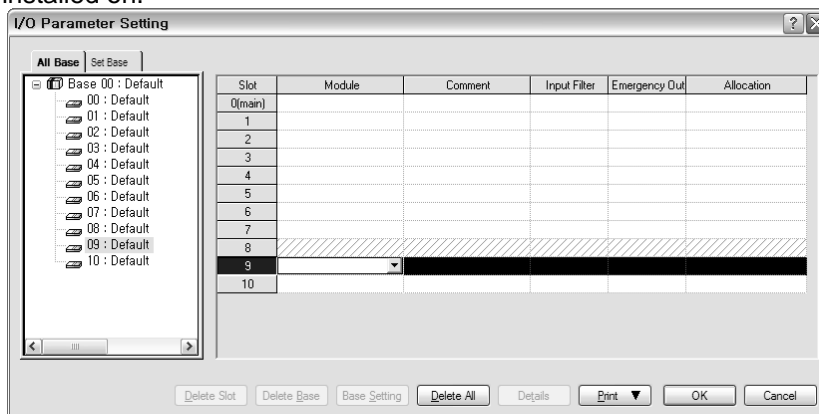 installed on.
I/O Parameter Setting
All Base Set Base
Base 00 : Default
00 : Default
01 : Default
02 : Default
03 : Default
04 : Default
05 : Default
06 : Default
07 : Default
08 : Default
09 : Default
10 : Default
Slot Module Comment Input Filter Emergency Out Allocation
0(main)
1
2
3
4
5
6
7
8
9
10
Delete Slot Delete Base Base Setting Delete All Details Print ▼ OK Cancel